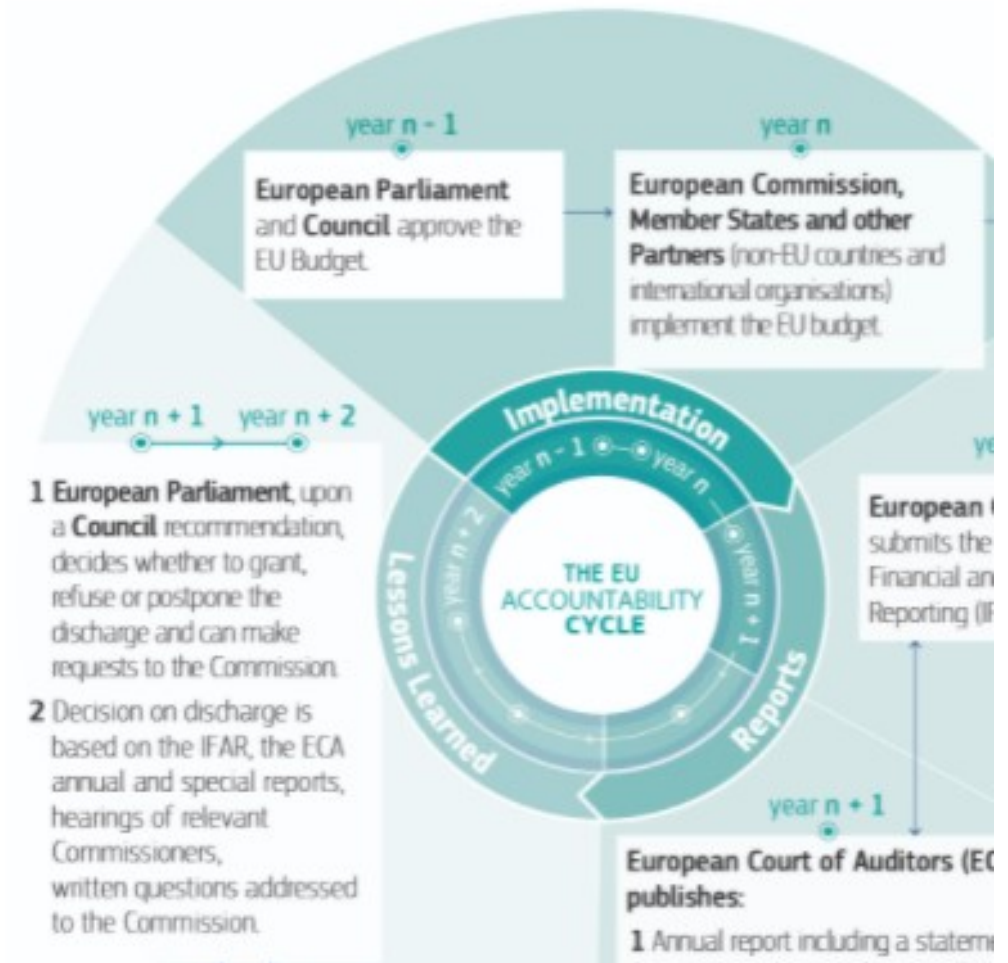 year n - 1
European Parliament
and Council approve the
EU Budget.
year n
European Commission,
Member States and other
Partners (non-EU countries and
international organisations)
implement the EU budget.
year n + 1 year n + 2
1 European Parliament, upon
a Council recommendation,
decides whether to grant,
refuse or postpone the
discharge and can make
requests to the Commission.
2 Decision on discharge is
based on the IFAR, the ECA
annual and special reports,
hearings of relevant
Commissioners,
written questions addressed
to the Commission.
Implementation
year n - 1
year n
year n + 1
year n + 2
Reports
Lessons Learned
THE EU
ACCOUNTABILITY
CYCLE
European
submits the
Financial
Reporting
year n + 1
European Court of Auditors
publishes:
1 Annual report including a